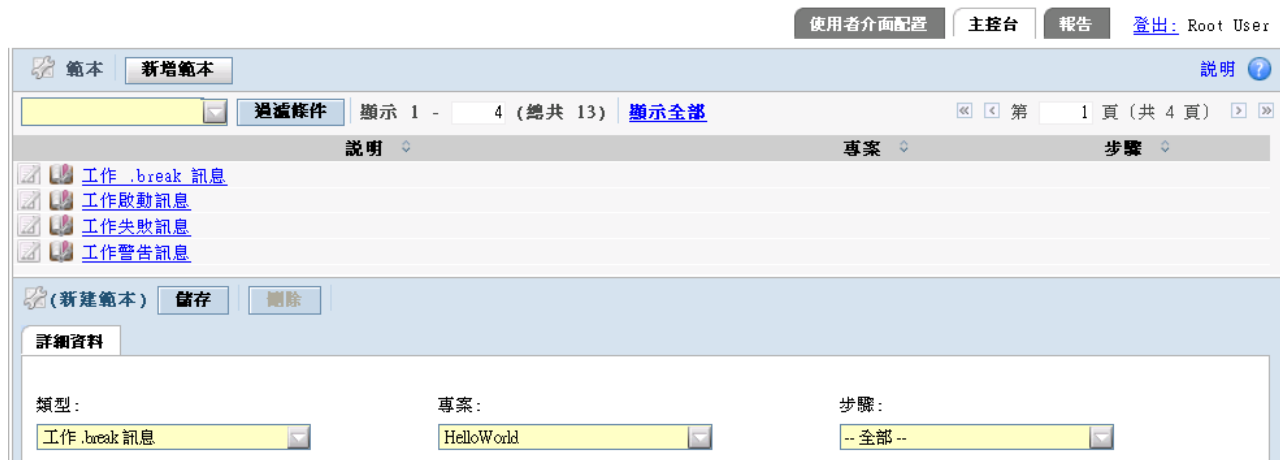 使用者介面配置 主控台 報告 登出: Root User
範本 新增範本 說明
過濾條件 顯示 1 - 4 (總共 13) 顯示全部 第 1 頁 (共 4 頁)
說明 專案 步驟
工作 .break 訊息
工作啟動訊息
工作失敗訊息
工作警告訊息
(新建範本) 儲存 刪除
詳細資料
類型: 專案: 步驟:
工作 .break 訊息 HelloWorld -- 全部 --